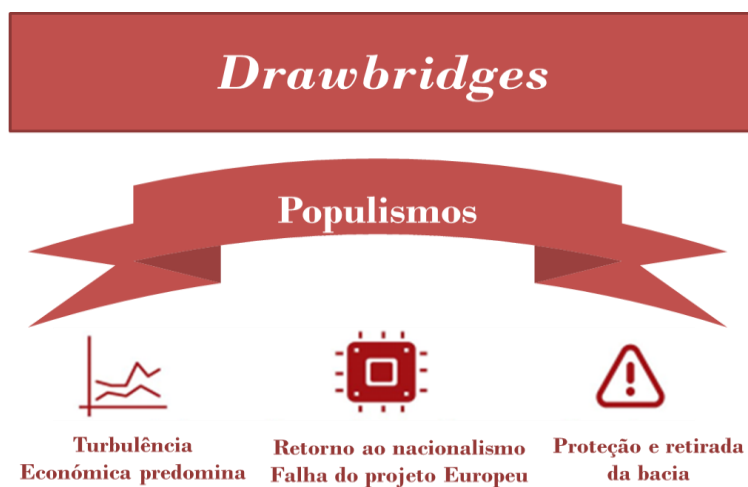 Drawbridges
Populismos
Turbulência
Económica predomina
Retorno ao nacionalismo
Falha do projeto Europeu
Proteção e retirada
da bacia